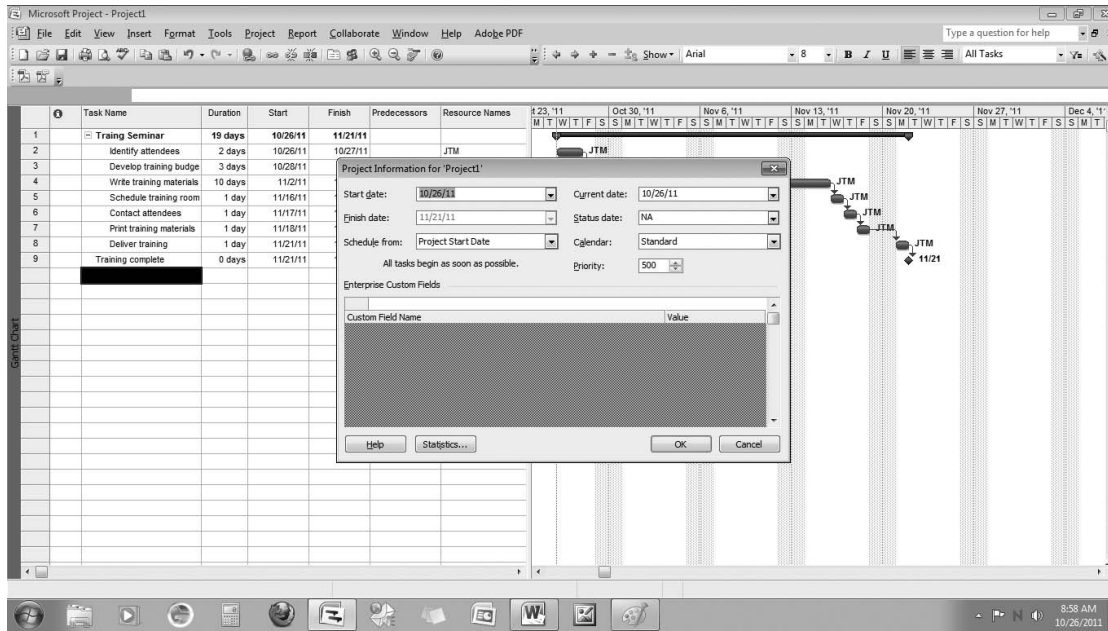 Microsoft Project - Project1
File Edit View Insert Format Tools Project Report Collaborate Window Help Adobe PDF Type a question for help
Show Arial 8 B I U All Tasks
Task Name Duration Start Finish Predecessors Resource Names
t 23, '11 Oct 30, '11 Nov 6, '11 Nov 13, '11 Nov 20, '11 Nov 27, '11 Dec 4, '1
M T W T F S S M T W T F S S M T W T F S S M T W T F S S M T W T F S S M T W T F S S M T
1 Traing Seminar 19 days 10/26/11 11/21/11
2 Identify attendees 2 days 10/26/11 10/27/11 JTM JTM
3 Develop training budge 3 days 10/28/11
4 Write training materials 10 days 11/2/11 JTM
5 Schedule training room 1 day 11/16/11 JTM
6 Contact attendees 1 day 11/17/11 JTM
7 Print training materials 1 day 11/18/11 JTM
8 Deliver training 1 day 11/21/11 JTM
9 Training complete 0 days 11/21/11 11/21
Gantt Chart
Project Information for 'Project1'
Start date: 10/26/11 Current date: 10/26/11
Finish date: 11/21/11 Status date: NA
Schedule from: Project Start Date Calendar: Standard
All tasks begin as soon as possible. Priority: 500
Enterprise Custom Fields
Custom Field Name Value
Help Statistics... OK Cancel
8:58 AM
10/26/2011